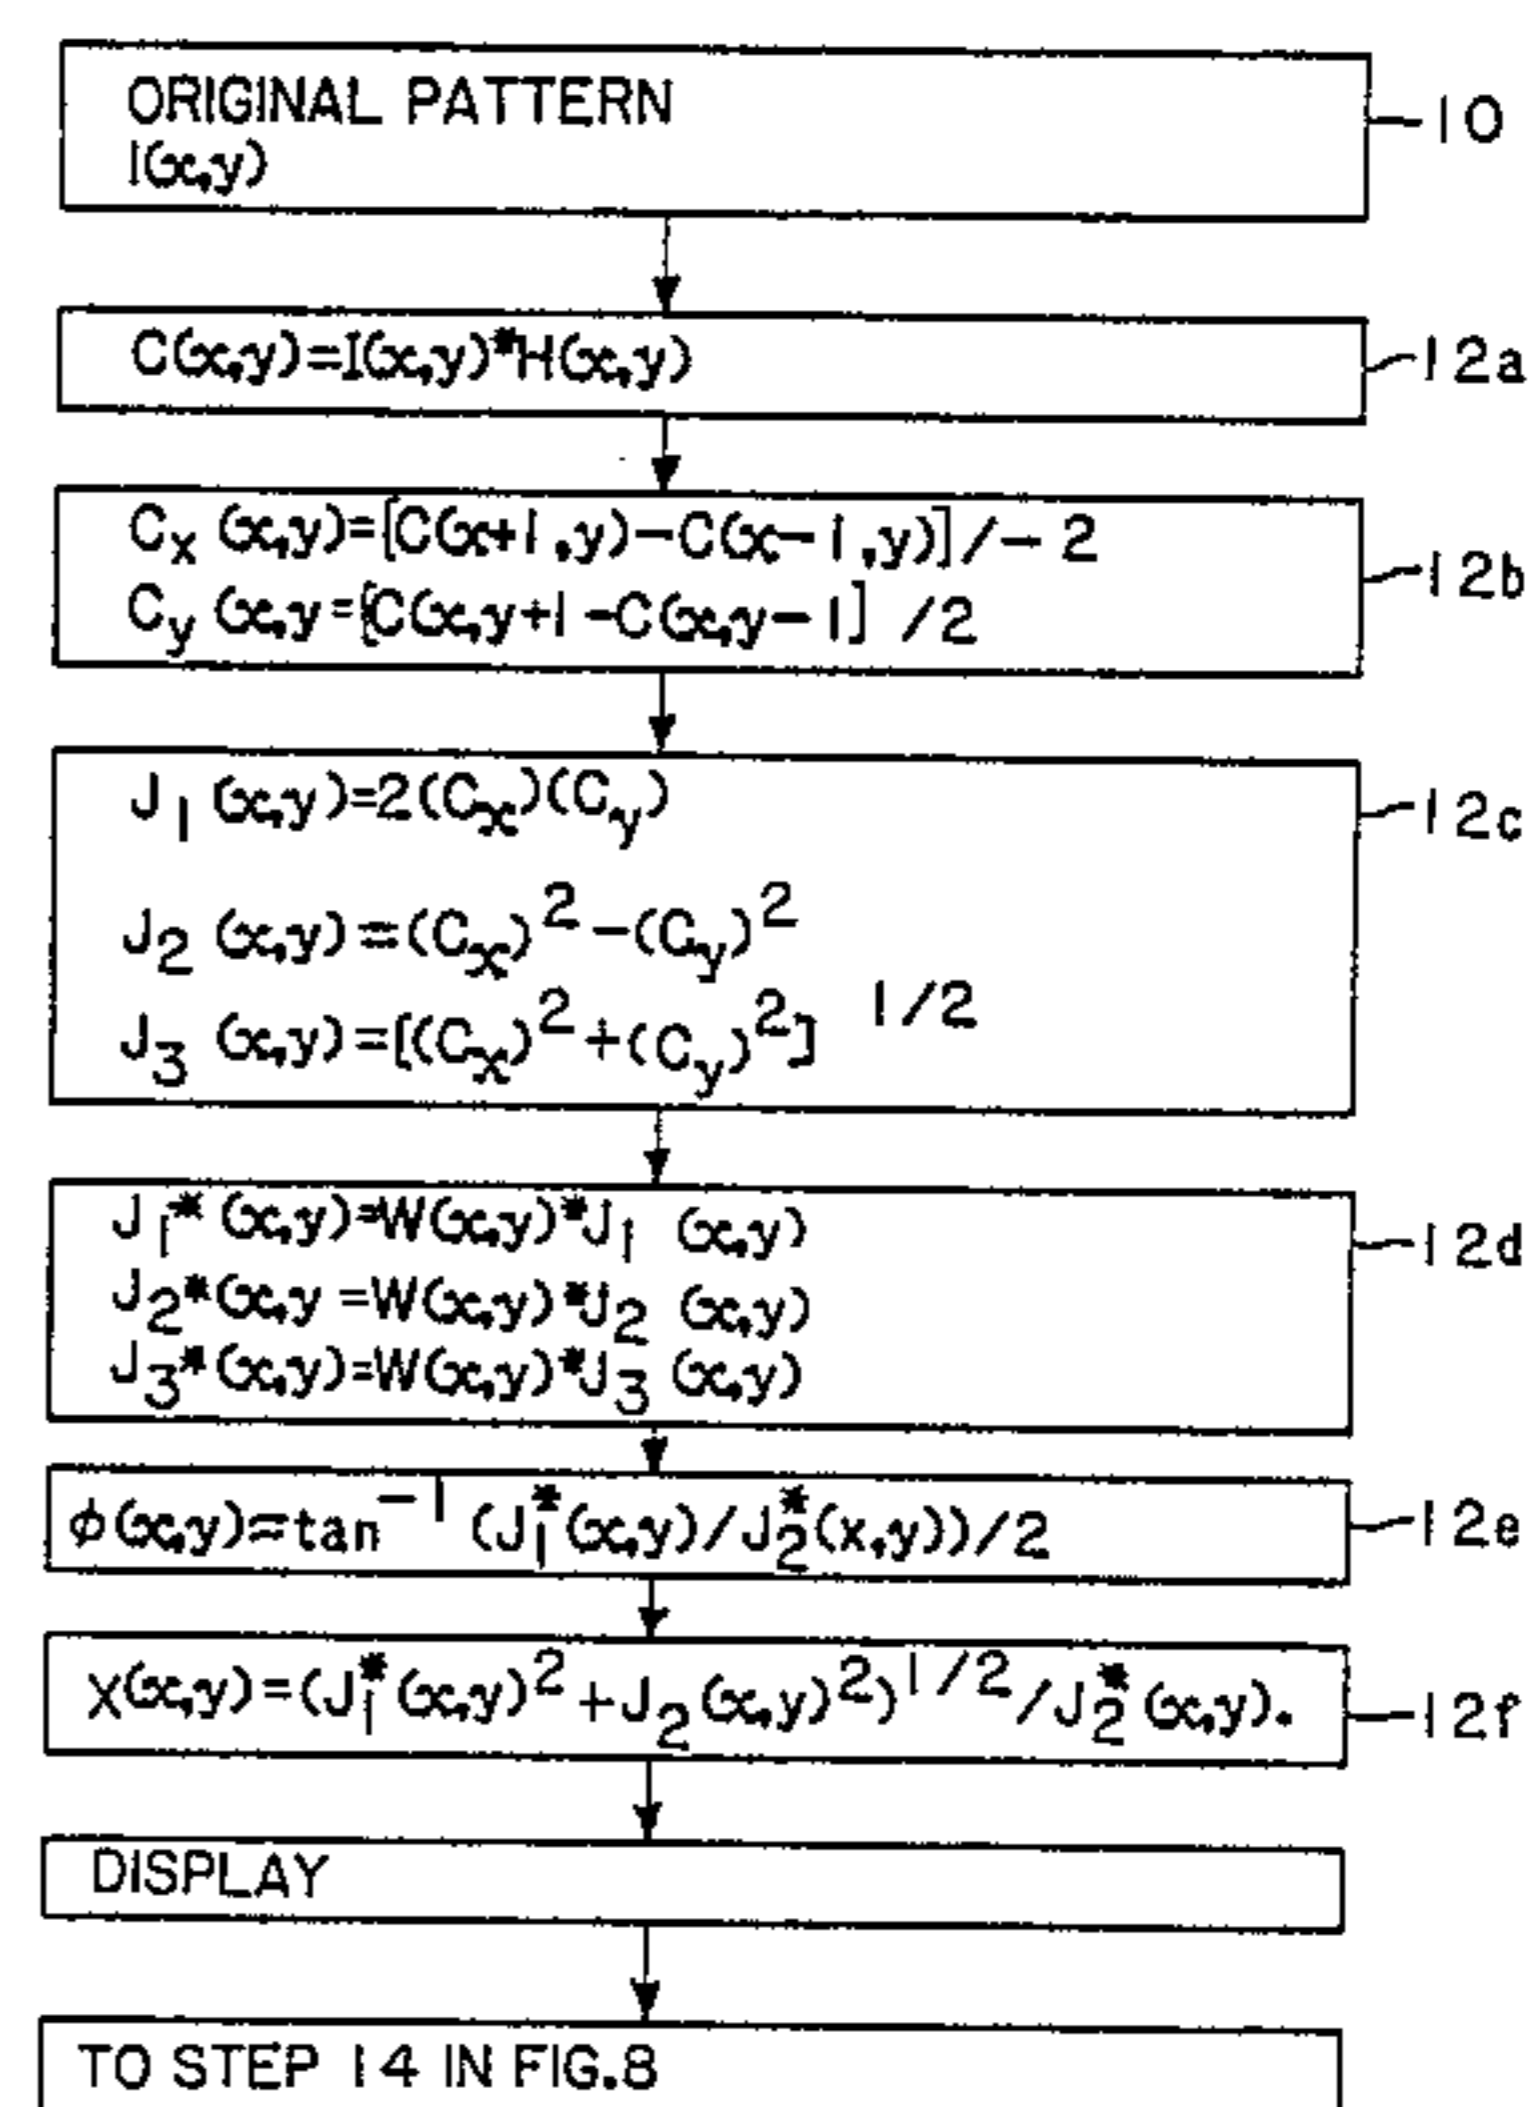 ORIGINAL PATTERN
I(x,y)
10
C(x,y)=I(x,y)*H(x,y)
12a
Cx (x,y)=[C(x+1,y)-C(x-1,y)]/-2
Cy (x,y=[C(x,y+1-C(x,y-1] /2
12b
J1 (x,y)=2(Cx)(Cy)
J2 (x,y)=(Cx)^2-(Cy)^2
J3 (x,y)=[(Cx)^2+(Cy)^2] 1/2
12c
J1* (x,y)=W(x,y)*J1 (x,y)
J2*(x,y =W(x,y)*J2 (x,y)
J3*(x,y)=W(x,y)*J3 (x,y)
12d
φ(x,y)=tan^-1 (J1*(x,y)/J2*(x,y))/2
12e
X(x,y)=(J1*(x,y)^2+J2(x,y)^2)^1/2/J2*(x,y).
12f
DISPLAY
TO STEP 14 IN FIG.8